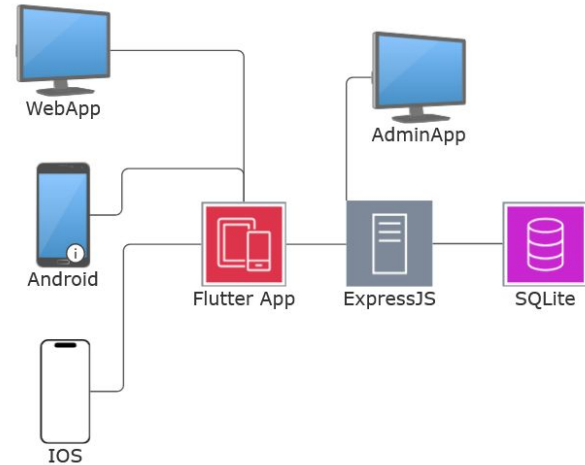 WebApp
AdminApp
i
Android
Flutter App
ExpressJS
SQLite
IOS